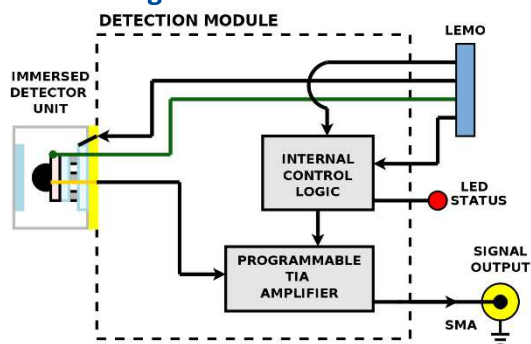 DETECTION MODULE
LEMO
IMMERSED
DETECTOR
UNIT
INTERNAL
CONTROL
LOGIC
LED
STATUS
PROGRAMMABLE
TIA
AMPLIFIER
SIGNAL
OUTPUT
SMA